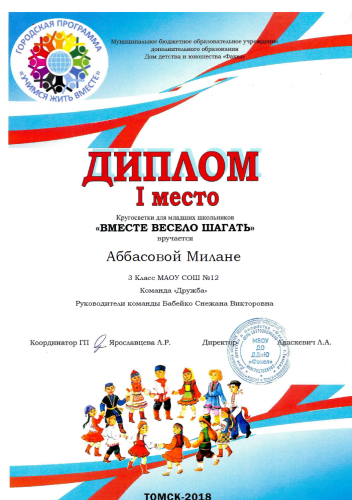 ГОРОДСКАЯ ПРОГРАММА
«УЧИМСЯ ЖИТЬ ВМЕСТЕ»
Муниципальное бюджетное образовательное учреждение
дополнительного образования
Дом детства и юношества «Факел»
ДИПЛОМ
I место
Кругосветки для младших школьников
«ВМЕСТЕ ВЕСЕЛО ШАГАТЬ»
вручается
Аббасовой Милане
3 Класс МАОУ СОШ №12
Команда «Дружба»
Руководители команды Бабейко Снежана Викторовна
Координатор ГП Ярославцева Л.Р. Директор Адаскевич Л.А.
МБОУ
ДО
ДДиЮ
«Факел»
ТОМСК-2018